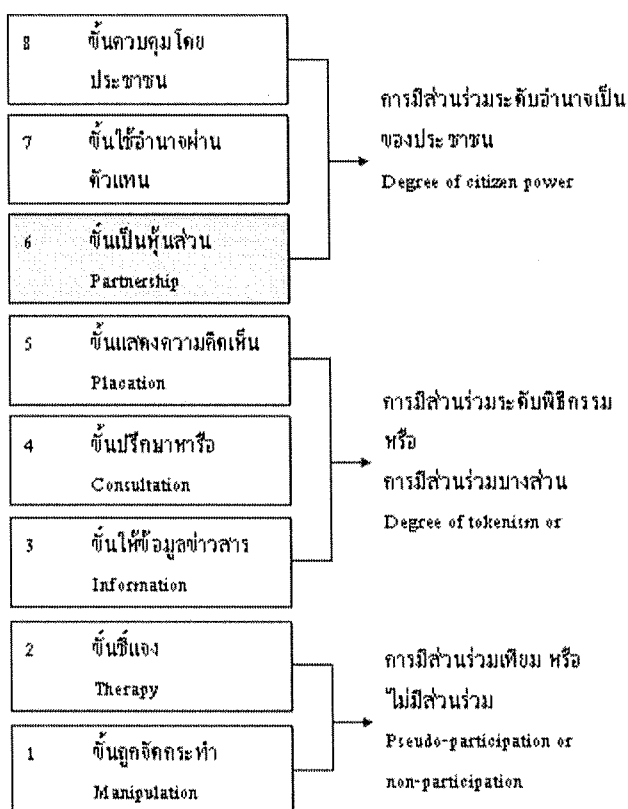 8 ขั้นควบคุมโดย
ประชาชน
7 ขั้นใช้อำนาจผ่าน
ตัวแทน
6 ขั้นเป็นหุ้นส่วน
Partnership
การมีส่วนร่วมระดับอำนาจเป็น
ของประชาชน
Degree of citizen power
5 ขั้นแสดงความคิดเห็น
Placation
4 ขั้นปรึกษาหารือ
Consultation
3 ขั้นให้ข้อมูลข่าวสาร
Information
การมีส่วนร่วมระดับพิธีกรรม
หรือ
การมีส่วนร่วมบางส่วน
Degree of tokenism or
2 ขั้นชี้แจง
Therapy
1 ขั้นถูกจัดกระทำ
Manipulation
การมีส่วนร่วมเทียม หรือ
ไม่มีส่วนร่วม
Pseudo-participation or
non-participation